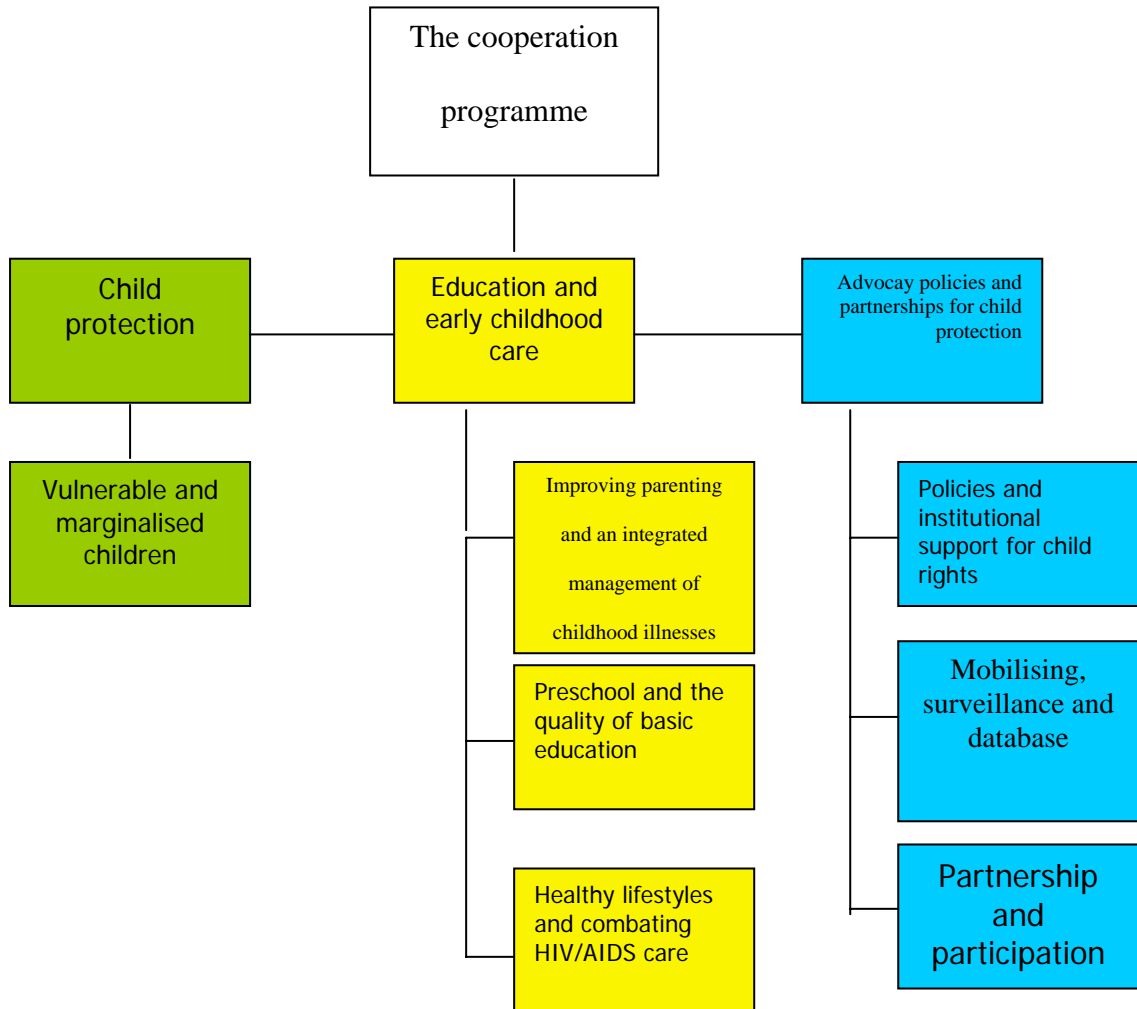 The cooperation
programme
Child
protection
Education and
early childhood
care
Advocay policies and
partnerships for child
protection
Vulnerable and
marginalised
children
Improving parenting
and an integrated
management of
childhood illnesses
Preschool and the
quality of basic
education
Healthy lifestyles
and combating
HIV/AIDS care
Policies and
institutional
support for child
rights
Mobilising,
surveillance and
database
Partnership
and
participation